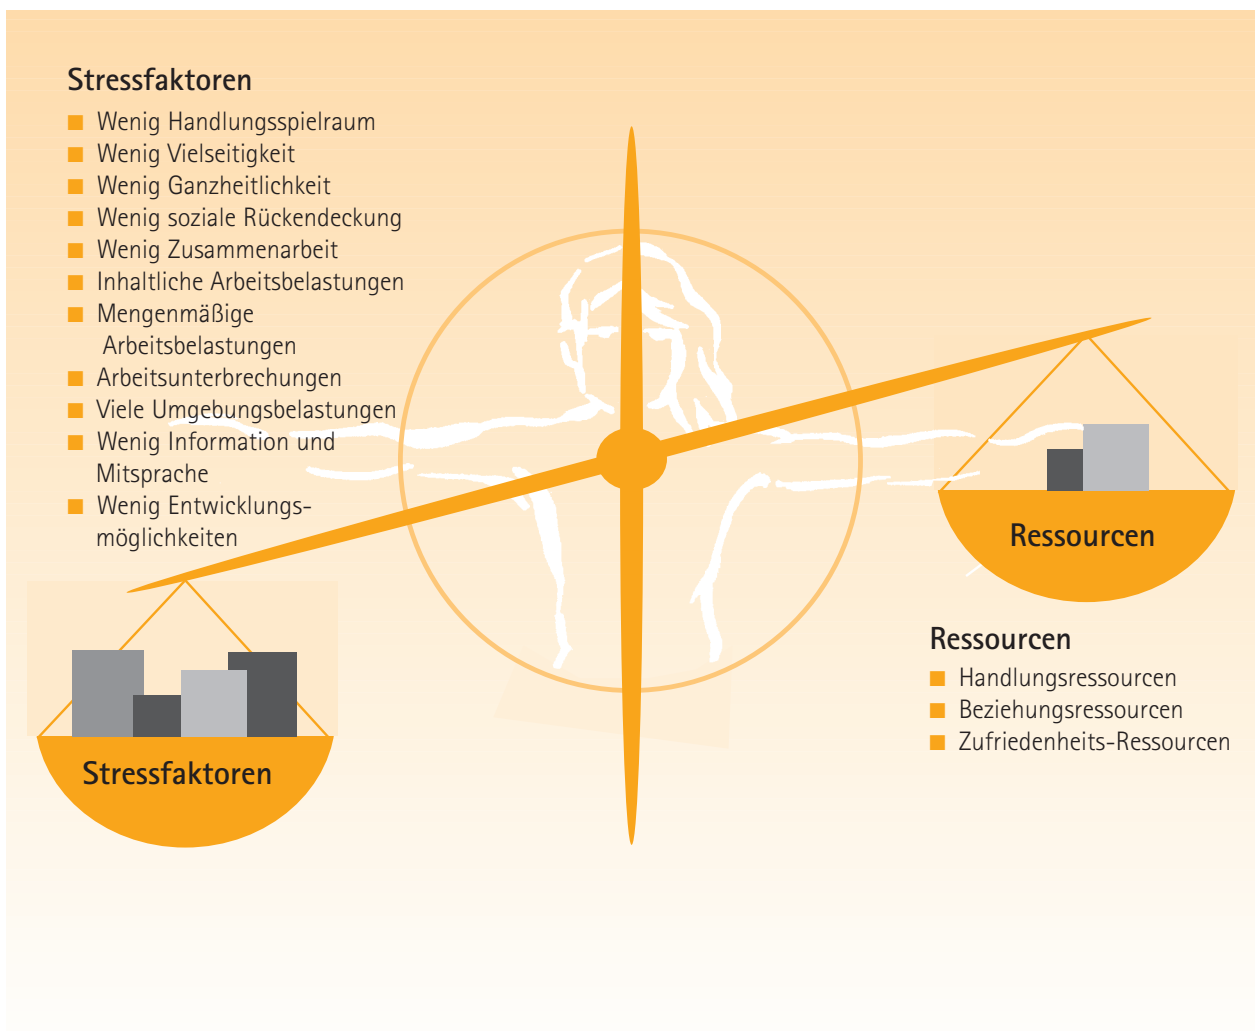 Stressfaktoren
Wenig Handlungsspielraum
Wenig Vielseitigkeit
Wenig Ganzheitlichkeit
Wenig soziale Rückendeckung
Wenig Zusammenarbeit
Inhaltliche Arbeitsbelastungen
Mengenmäßige
Arbeitsbelastungen
Arbeitsunterbrechungen
Viele Umgebungsbelastungen
Wenig Information und
Mitsprache
Wenig Entwicklungs-
möglichkeiten
Stressfaktoren
Ressourcen
Ressourcen
Handlungsressourcen
Beziehungsressourcen
Zufriedenheits-Ressourcen